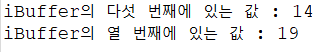 iBuffer의 다섯 번째에 있는 값 : 14
iBuffer의 열 번째에 있는 값 : 19